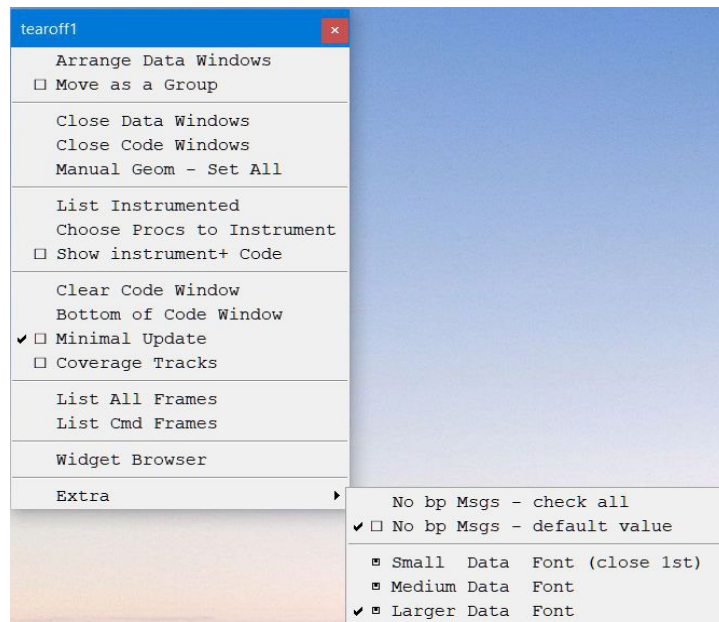 tearoff1
Arrange Data Windows
Move as a Group
Close Data Windows
Close Code Windows
Manual Geom - Set All
List Instrumented
Choose Procs to Instrument
Show instrument+ Code
Clear Code Window
Bottom of Code Window
Minimal Update
Coverage Tracks
List All Frames
List Cmd Frames
Widget Browser
Extra
No bp Msgs - check all
No bp Msgs - default value
Small Data Font (close 1st)
Medium Data Font
Larger Data Font